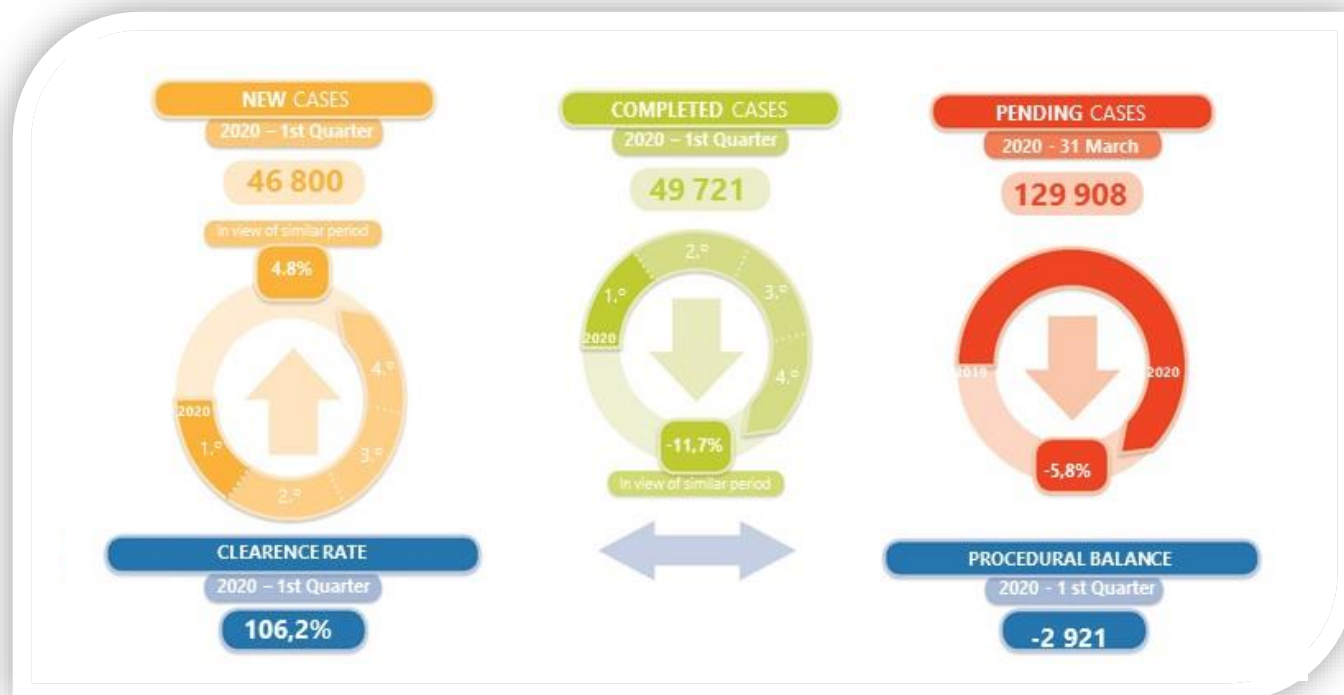 NEW CASES
2020 – 1st Quarter
46 800
In view of similar period
4.8%
4.º
2020
1.º
3.º
2.º
CLEARENCE RATE
2020 – 1st Quarter
106,2%
COMPLETED CASES
2020 – 1st Quarter
49 721
2.º
1.º
3.º
2020
4.º
-11,7%
In view of similar period
PENDING CASES
2020 - 31 March
129 908
2019
2020
-5,8%
PROCEDURAL BALANCE
2020 - 1 st Quarter
-2 921